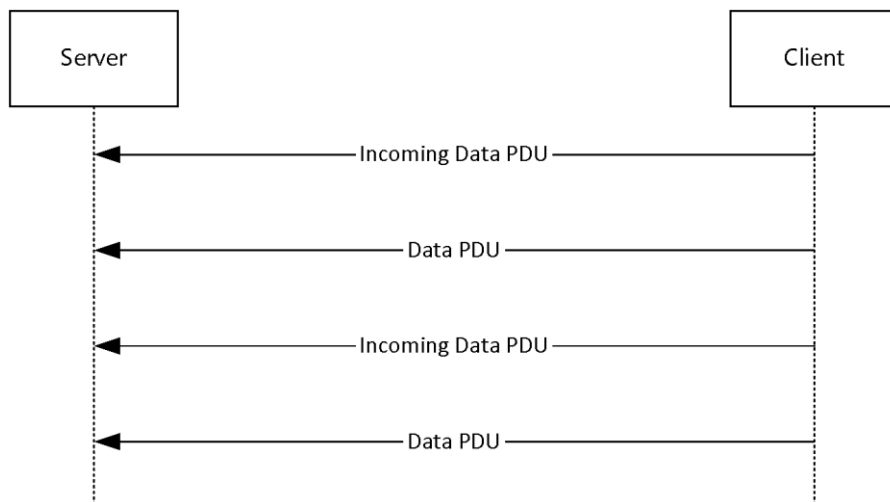 Server
Client
Incoming Data PDU
Data PDU
Incoming Data PDU
Data PDU